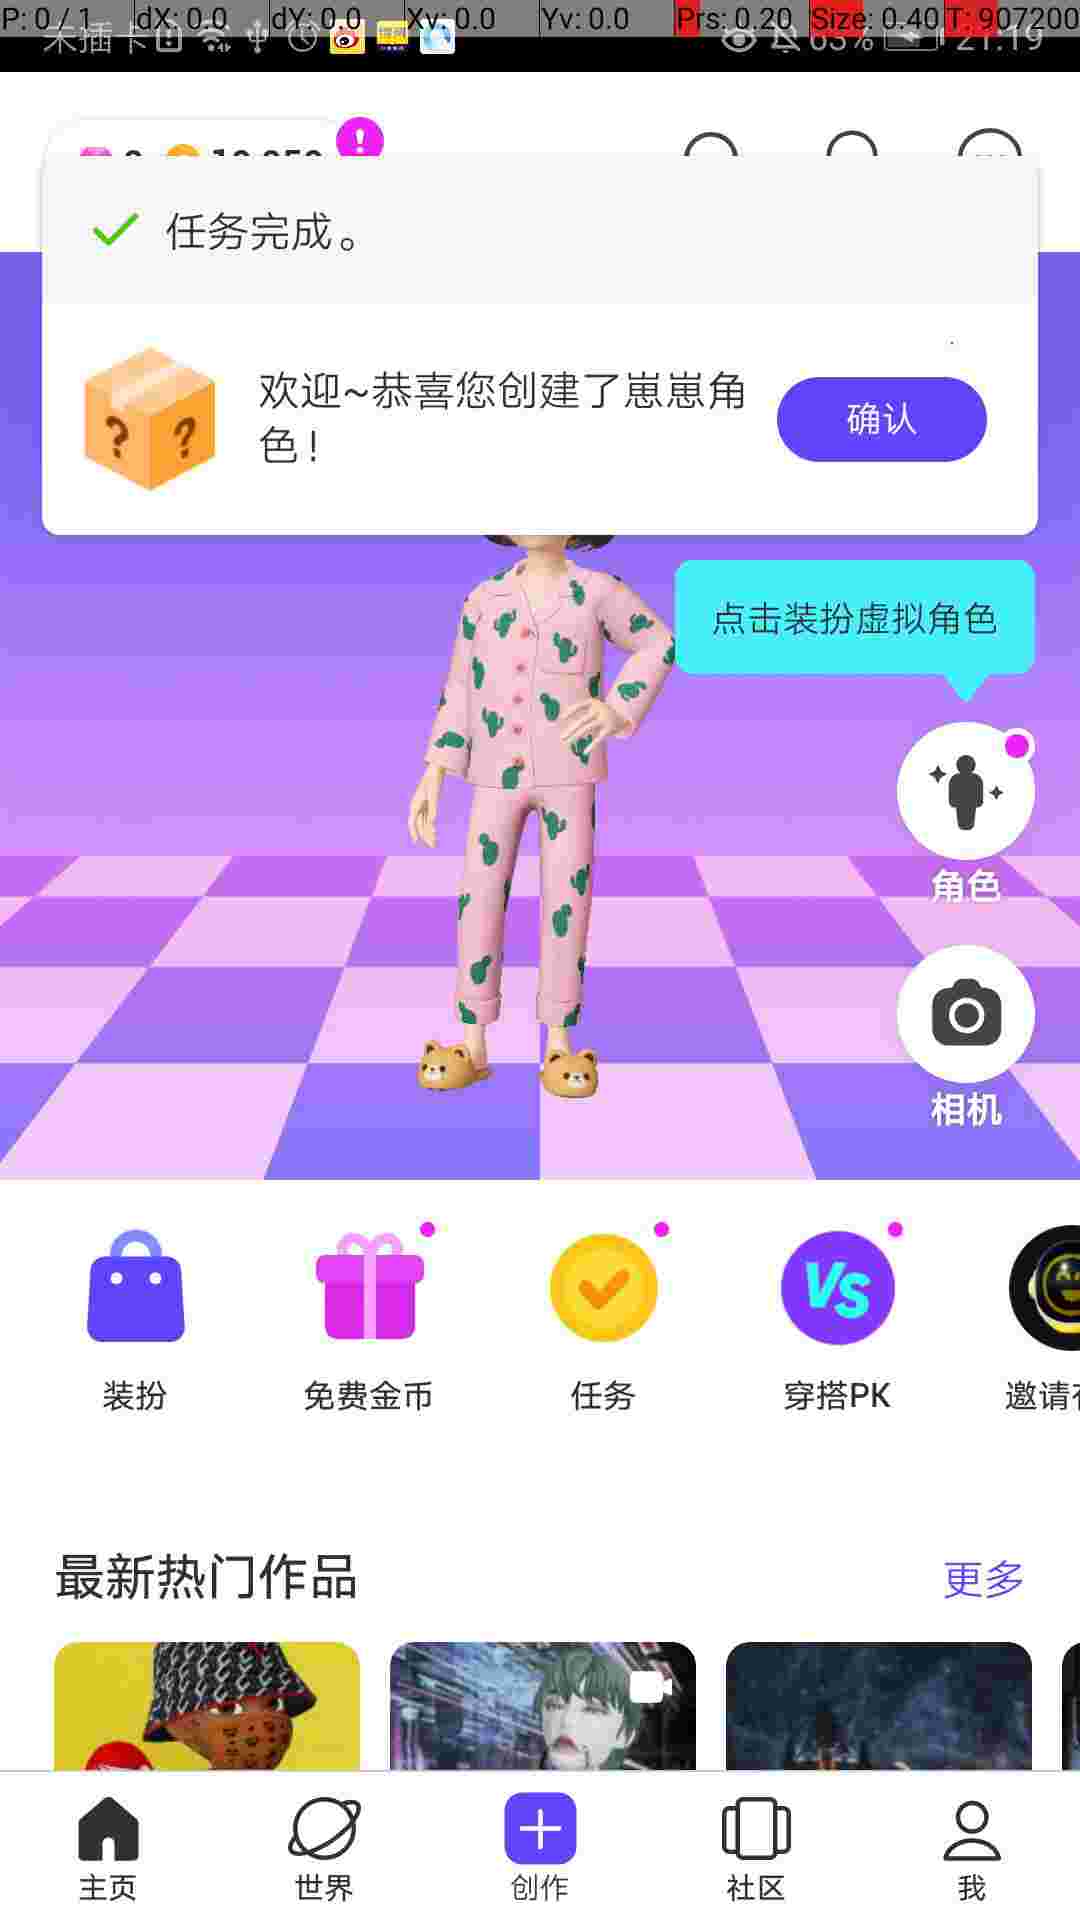 P: 0 / 1 dX: 0.0 dY: 0.0 Xv: 0.0 Yv: 0.0 Prs: 0.20 Size: 0.40 T: 907200
未插卡 63% 21:19
任务完成。
欢迎~恭喜您创建了崽崽角
色！
确认
点击装扮虚拟角色
角色
相机
VS
装扮 免费金币 任务 穿搭PK 邀请
最新热门作品 更多
主页 世界 创作 社区 我